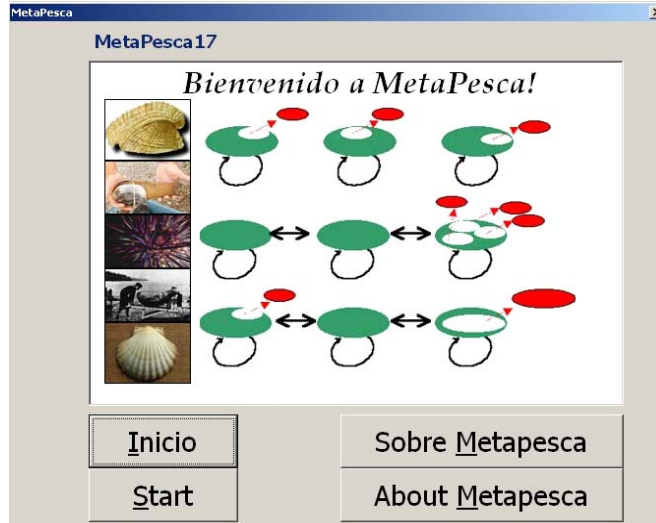 MetaPesca
MetaPesca17
Bienvenido a MetaPesca!
Inicio
Sobre Metapesca
Start
About Metapesca